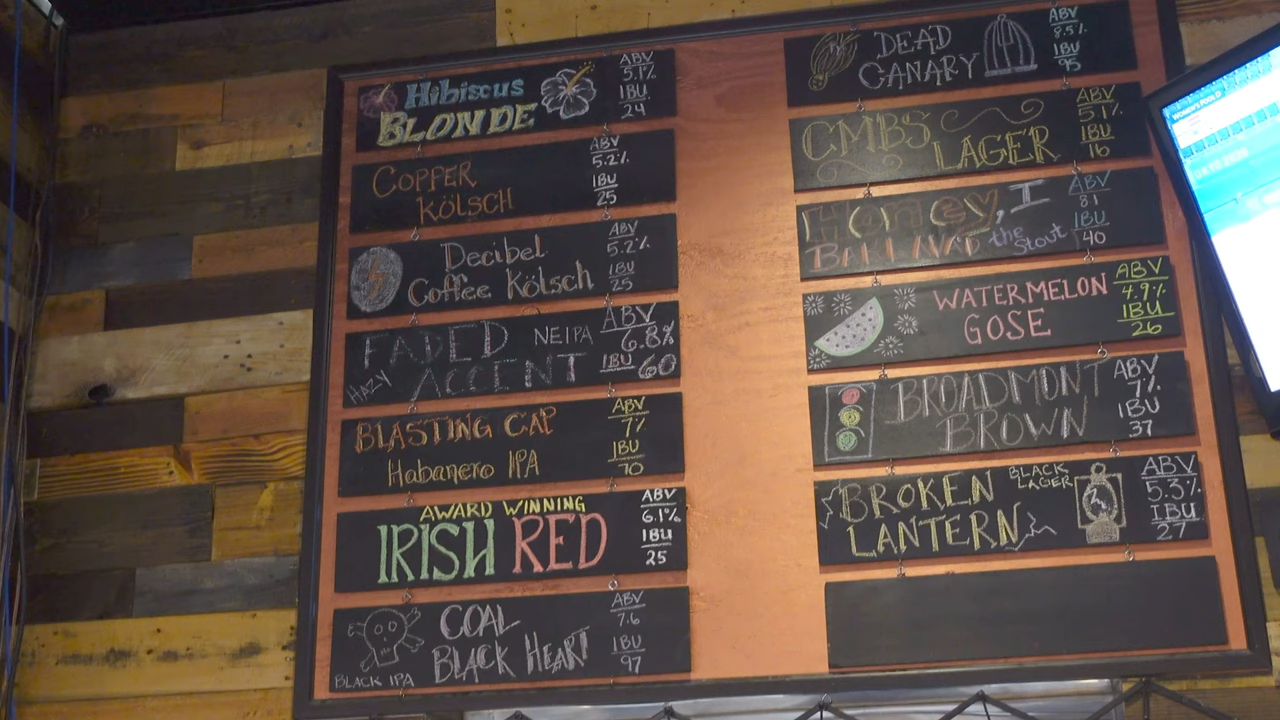 Hibiscus
BLONDE
ABV
5.1%
IBU
24
COPPER
KÖLSCH
ABV
5.2%
IBU
25
Decibel
Coffee Kölsch
ABV
5.2%
IBU
25
FADED NEIPA
HAZY ACCENT
ABV
6.8%
IBU 60
BLASTING CAP
Habanero IPA
ABV
7%
IBU
70
AWARD WINNING
IRISH RED
ABV
6.1%
IBU
25
COAL
BLACK HEART
BLACK IPA
ABV
7.6
IBU
97
DEAD
CANARY
ABV
8.5%
IBU
95
CMBS
LAGER
ABV
5.1%
IBU
16
Honey, I
the Stout
ABV
81
IBU
40
WATERMELON
GOSE
ABV
4.9%
IBU
26
BROADMONT
BROWN
ABV
7%
IBU
37
BROKEN BLACK LAGER
LANTERN
ABV
5.3%
IBU
27